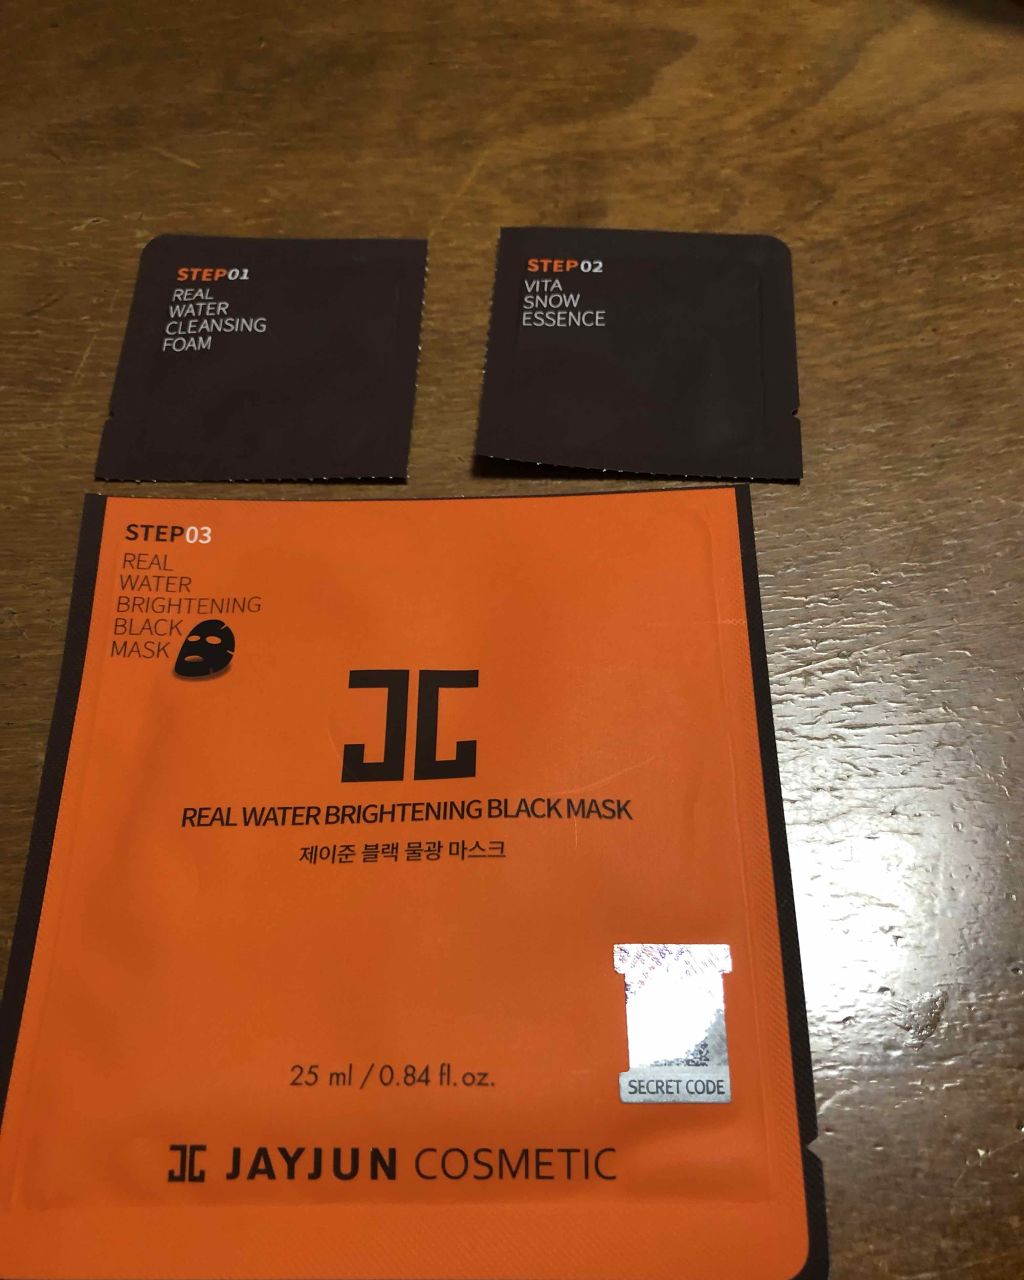 STEP01
REAL
WATER
CLEANSING
FOAM
STEP02
VITA
SNOW
ESSENCE
STEP03
REAL
WATER
BRIGHTENING
BLACK
MASK
REAL WATER BRIGHTENING BLACK MASK
제이준 블랙 물광 마스크
SECRET CODE
25 ml / 0.84 fl. oz.
JAYJUN COSMETIC